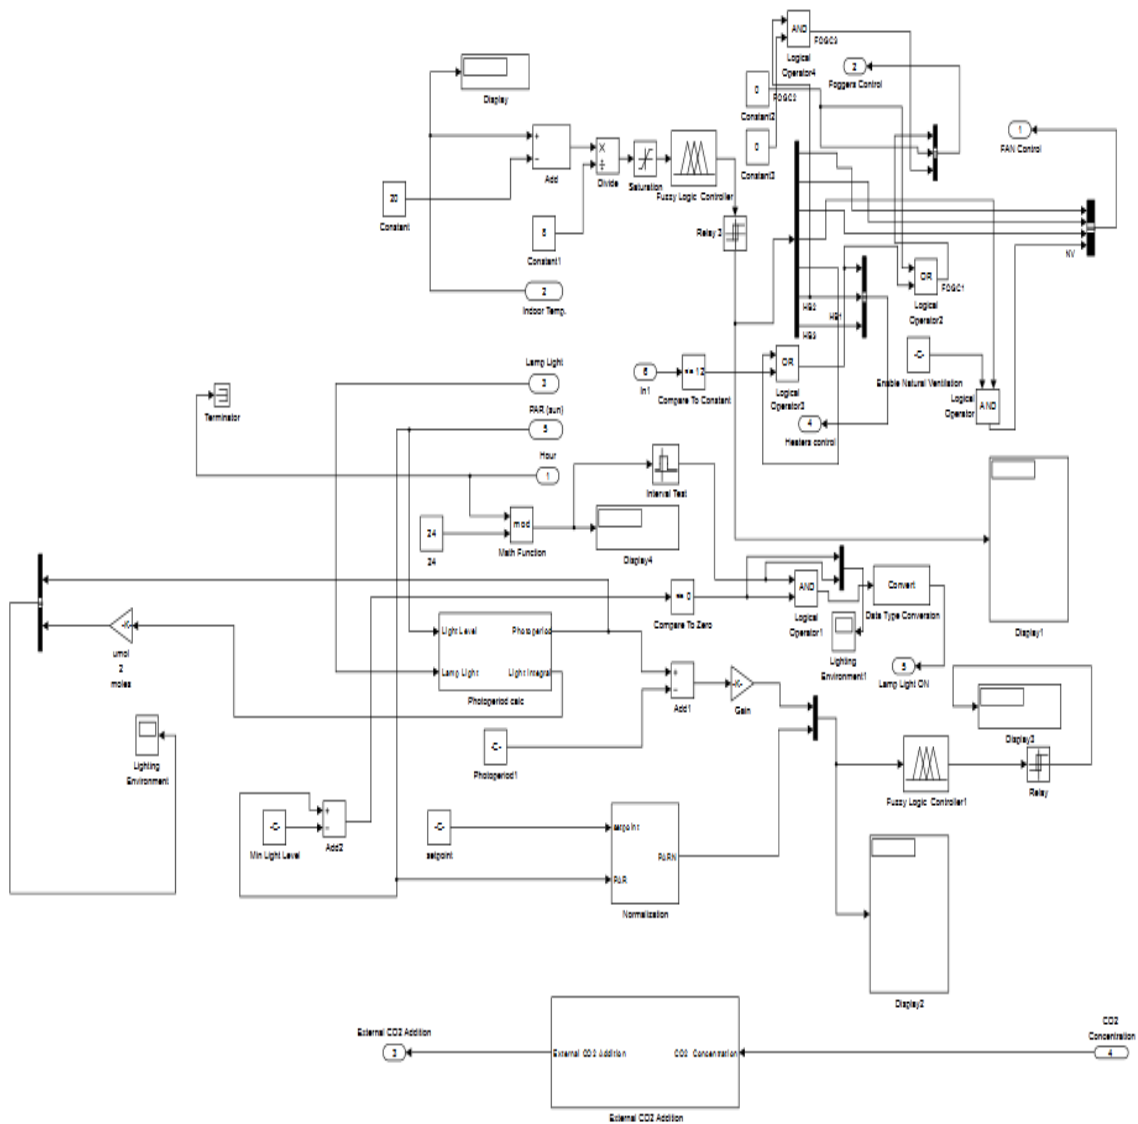 AND
FOGC3
Logical
Operator4
2
Foggers Control
Display
0
FOGC2
Constant2
1
FAN Control
+
−
Add
×
÷
Divide
Saturation
Fuzzy Logic Controller
0
Constant3
20
Constant
6
Constant1
Relay 2
NV
2
Indoor Temp.
OR
FOGC1
Logical
Operator2
HS2
HS1
HS3
-C-
Enable Natural Ventilation
Lamp Light
3
6
In1
== 12
Compare To Constant
OR
Logical
Operator3
Logical
Operator
AND
Terminator
PAR (sun)
5
4
Heaters control
Hour
1
Interval Test
24
24
mod
Math Function
Display4
Display1
== 0
Compare To Zero
AND
Logical
Operator1
Convert
Data Type Conversion
-K-
umol
2
moles
Light Level
Photoperiod
Lamp Light
Light Integral
Photoperiod calc
Lighting
Environment1
5
Lamp Light ON
+
−
Add1
-K-
Gain
Display3
Lighting
Environment
-C-
Photoperiod1
Fuzzy Logic Controller1
Relay
-C-
Min Light Level
+
−
Add2
-C-
setpoint
setpoint
PARN
PAR
Normalization
Display2
External CO2 Addition
3
External CO2 Addition
CO2 Concentration
External CO2 Addition
CO2
Concentration
4